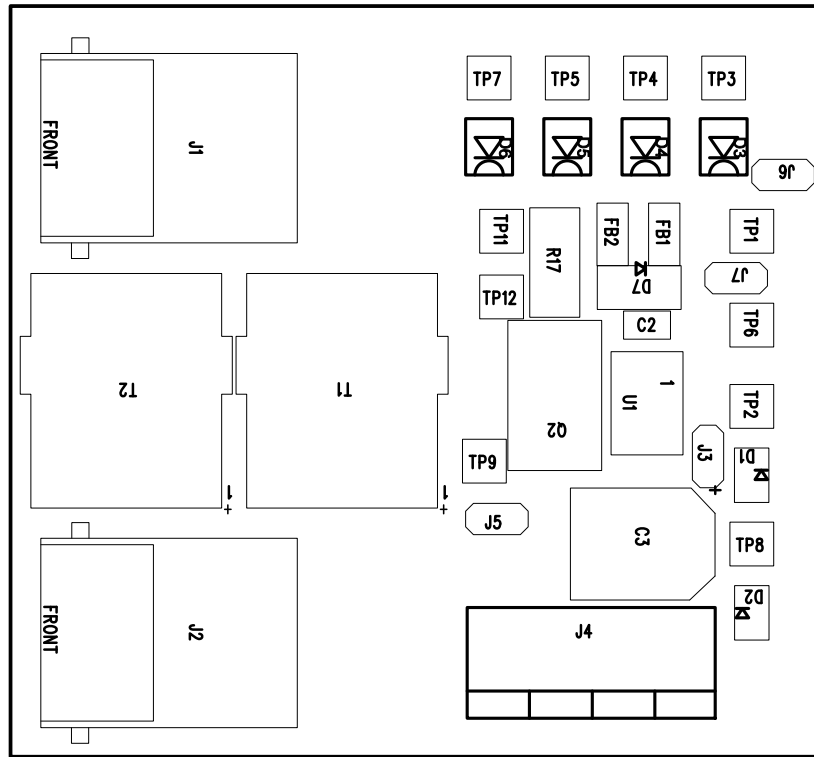 TP7
TP5
TP4
TP3
FRONT
J1
D6
D5
D4
D3
J6
TP11
R17
FB2
FB1
TP1
D7
J7
TP12
C2
TP6
T2
T1
1
U1
TP2
Q2
TP9
J3
D1
1
+
1
+
+
J5
C3
TP8
FRONT
J2
J4
D2